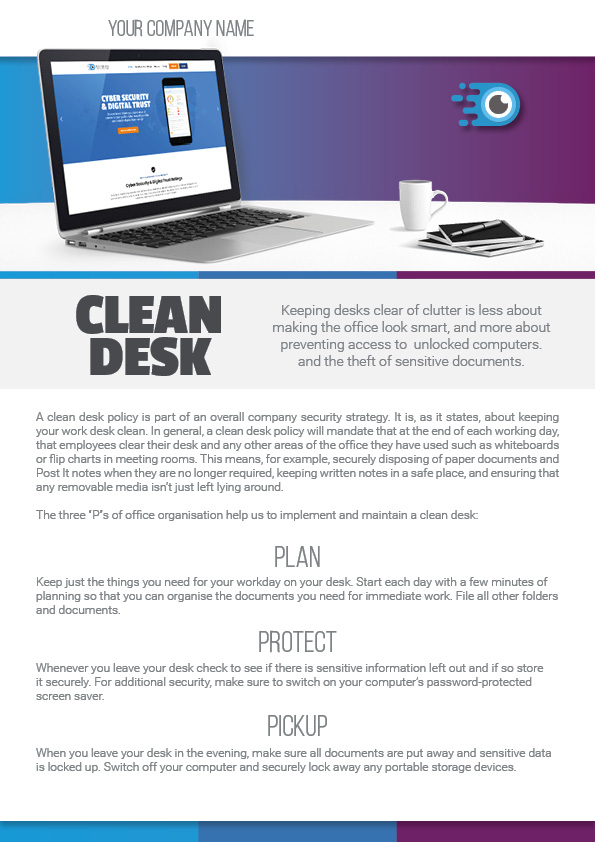 YOUR COMPANY NAME
CYBER SECURITY
& DIGITAL TRUST
Cyber Security & Digital Trust Settings
CLEAN
DESK
Keeping desks clear of clutter is less about
making the office look smart, and more about
preventing access to unlocked computers.
and the theft of sensitive documents.
A clean desk policy is part of an overall company security strategy. It is, as it states, about keeping
your work desk clean. In general, a clean desk policy will mandate that at the end of each working day,
that employees clear their desk and any other areas of the office they have used such as whiteboards
or flip charts in meeting rooms. This means, for example, securely disposing of paper documents and
Post It notes when they are no longer required, keeping written notes in a safe place, and ensuring that
any removable media isn't just left lying around.
The three "P"s of office organisation help us to implement and maintain a clean desk:
PLAN
Keep just the things you need for your workday on your desk. Start each day with a few minutes of
planning so that you can organise the documents you need for immediate work. File all other folders
and documents.
PROTECT
Whenever you leave your desk check to see if there is sensitive information left out and if so store
it securely. For additional security, make sure to switch on your computer's password-protected
screen saver.
PICKUP
When you leave your desk in the evening, make sure all documents are put away and sensitive data
is locked up. Switch off your computer and securely lock away any portable storage devices.